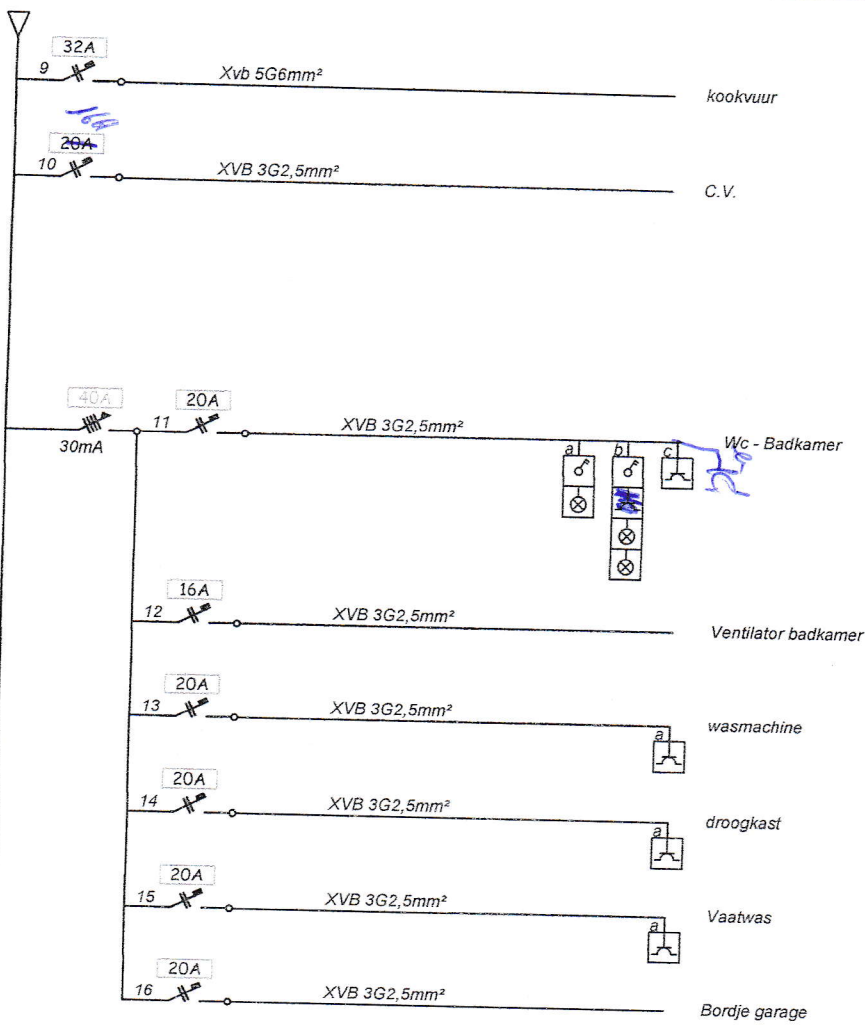 32A
9 Xvb 5G6mm² kookvuur
16A
20A
10 XVB 3G2,5mm² C.V.
40A 20A
11 XVB 3G2,5mm² Wc - Badkamer
30mA
a b c
16A
12 XVB 3G2,5mm² Ventilator badkamer
20A
13 XVB 3G2,5mm² wasmachine
a
20A
14 XVB 3G2,5mm² droogkast
a
20A
15 XVB 3G2,5mm² Vaatwas
a
20A
16 XVB 3G2,5mm² Bordje garage